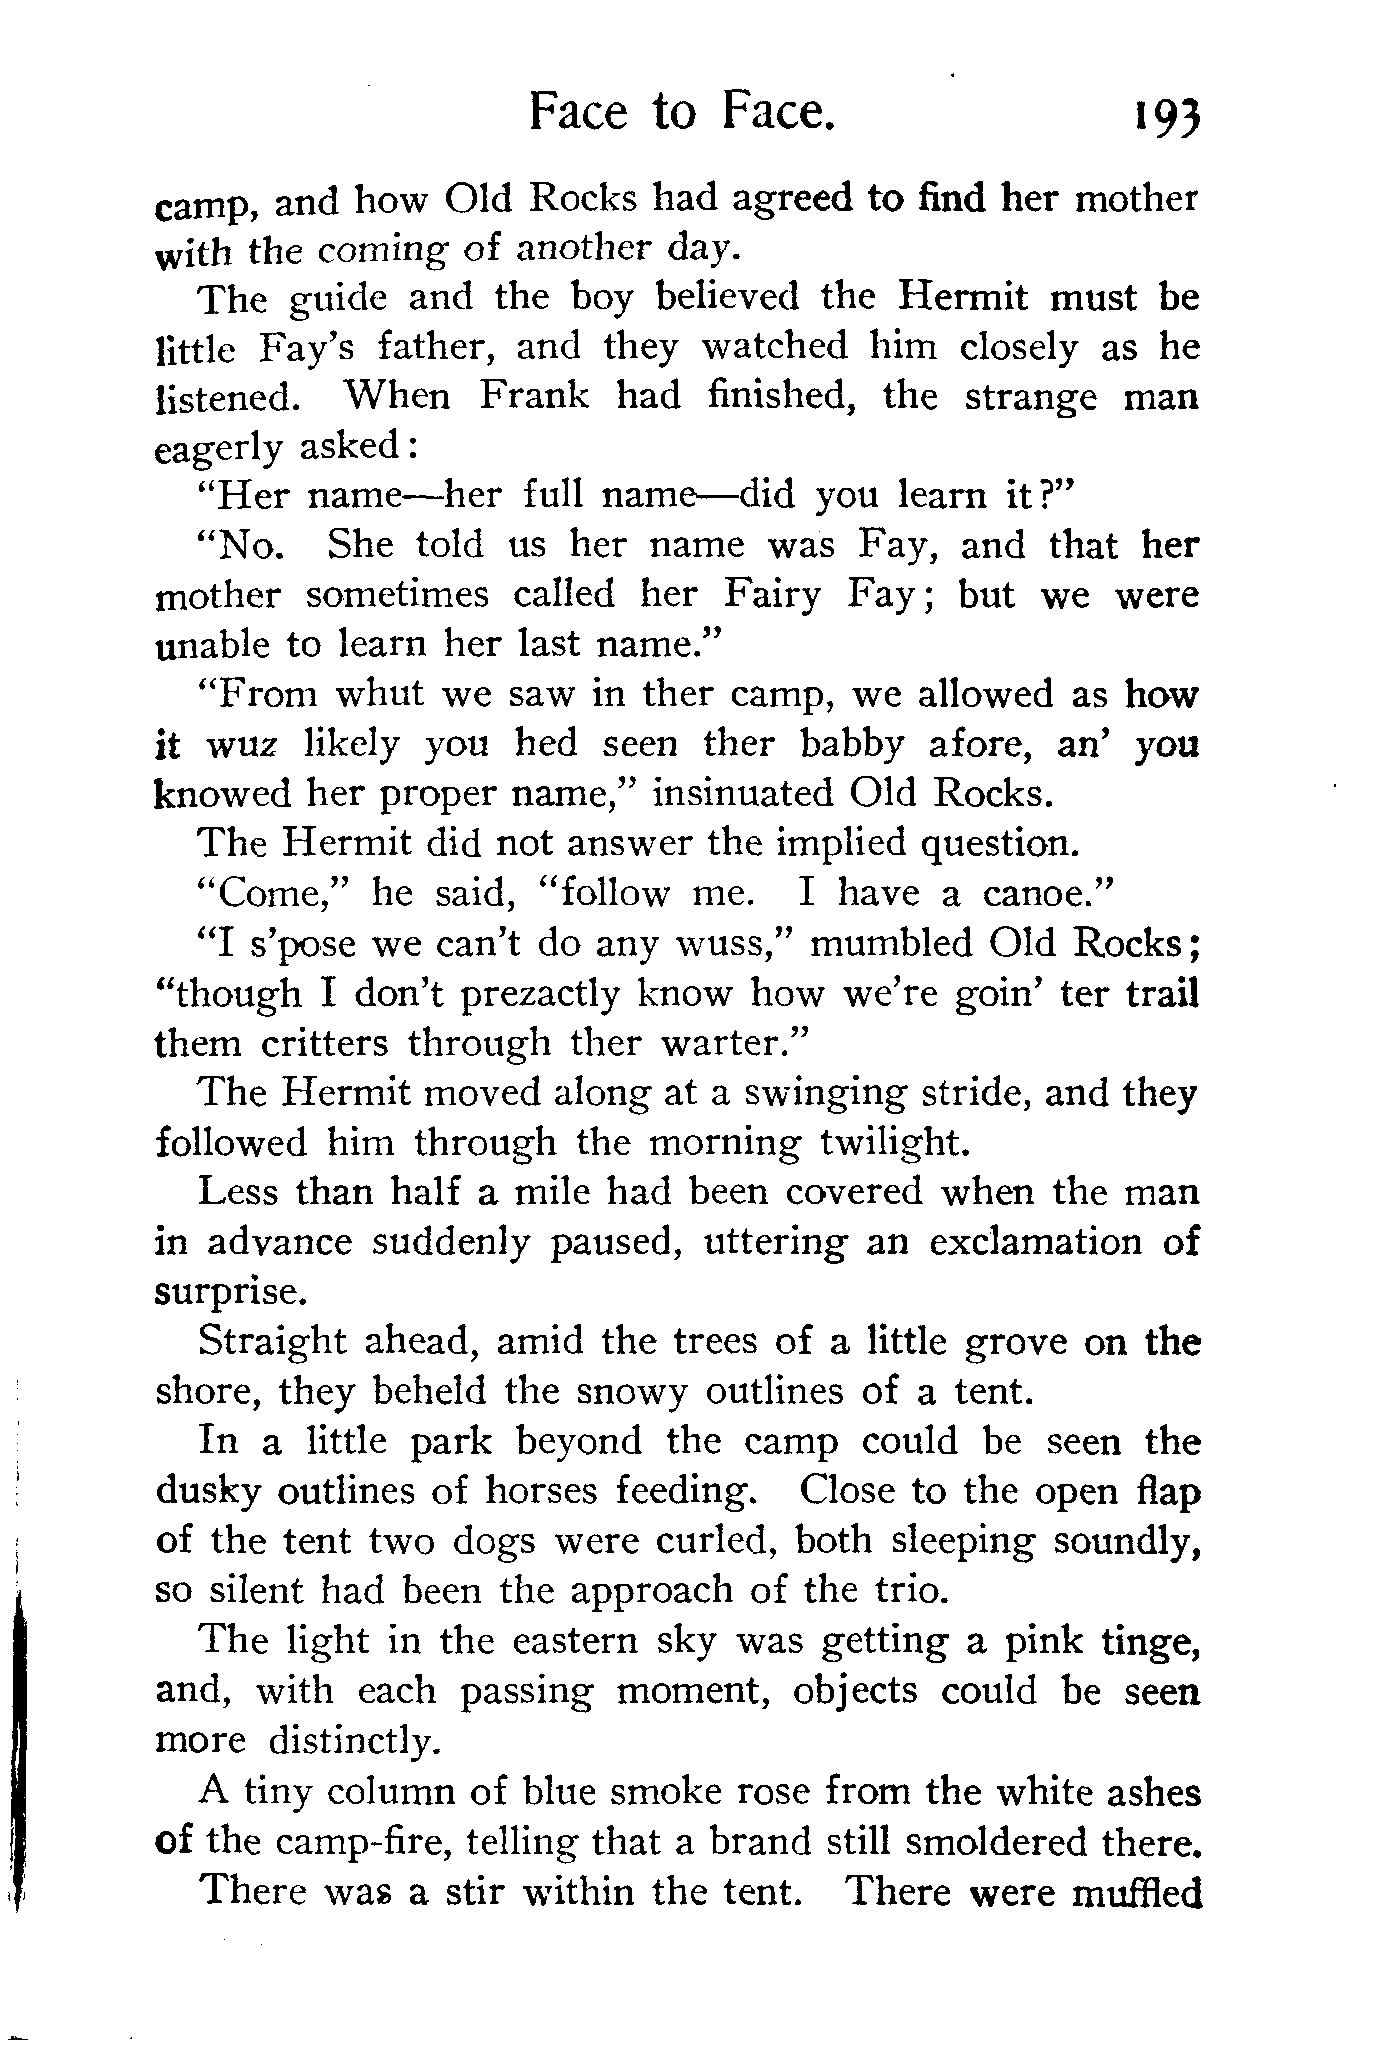 Face to Face. 193
camp, and how Old Rocks had agreed to find her mother
with the coming of another day.
The guide and the boy believed the Hermit must be
little Fay's father, and they watched him closely as he
listened. When Frank had finished, the strange man
eagerly asked:
"Her name—her full name—did you learn it?"
"No. She told us her name was Fay, and that her
mother sometimes called her Fairy Fay; but we were
unable to learn her last name."
"From whut we saw in ther camp, we allowed as how
it wuz likely you hed seen ther babby afore, an' you
knowed her proper name," insinuated Old Rocks.
The Hermit did not answer the implied question.
"Come," he said, "follow me. I have a canoe."
"I s'pose we can't do any wuss," mumbled Old Rocks;
"though I don't prezactly know how we're goin' ter trail
them critters through ther warter."
The Hermit moved along at a swinging stride, and they
followed him through the morning twilight.
Less than half a mile had been covered when the man
in advance suddenly paused, uttering an exclamation of
surprise.
Straight ahead, amid the trees of a little grove on the
shore, they beheld the snowy outlines of a tent.
In a little park beyond the camp could be seen the
dusky outlines of horses feeding. Close to the open flap
of the tent two dogs were curled, both sleeping soundly,
so silent had been the approach of the trio.
The light in the eastern sky was getting a pink tinge,
and, with each passing moment, objects could be seen
more distinctly.
A tiny column of blue smoke rose from the white ashes
of the camp-fire, telling that a brand still smoldered there.
There was a stir within the tent. There were muffled